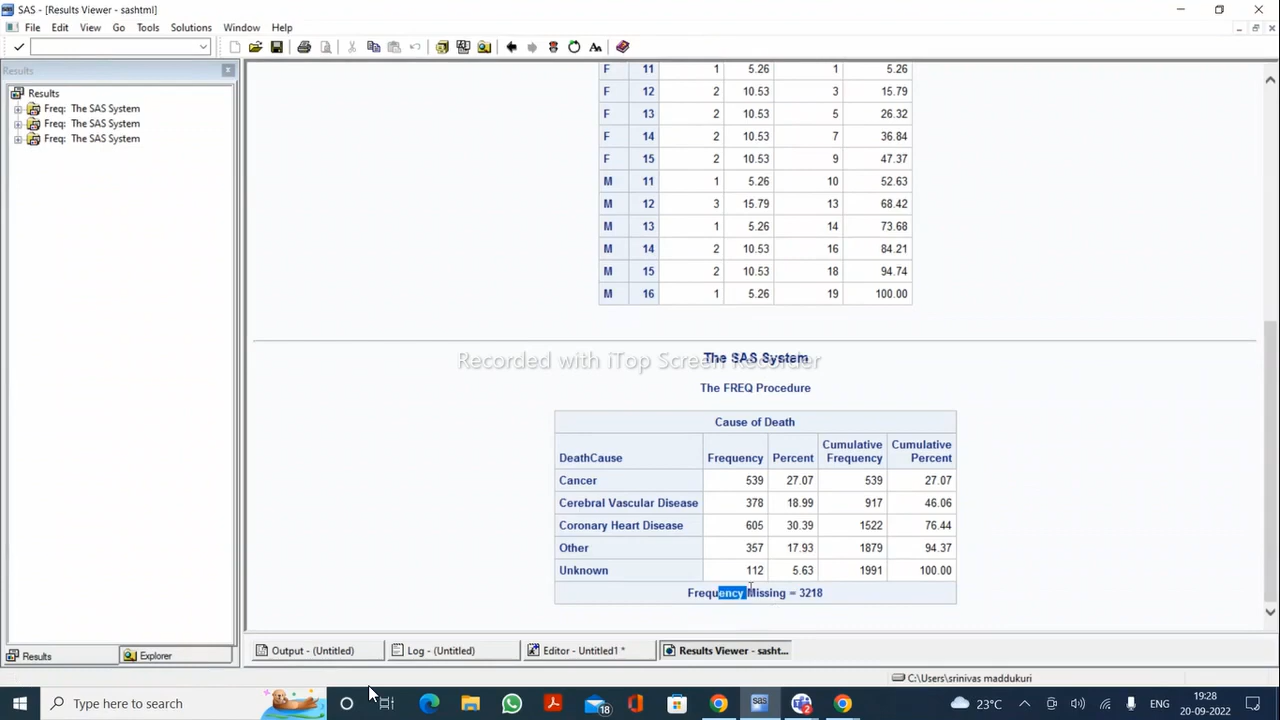 SAS - [Results Viewer - sashtml]
File Edit View Go Tools Solutions Window Help
Results
Results
Freq: The SAS System
Freq: The SAS System
Freq: The SAS System
F 11 1 5.26 1 5.26
F 12 2 10.53 3 15.79
F 13 2 10.53 5 26.32
F 14 2 10.53 7 36.84
F 15 2 10.53 9 47.37
M 11 1 5.26 10 52.63
M 12 3 15.79 13 68.42
M 13 1 5.26 14 73.68
M 14 2 10.53 16 84.21
M 15 2 10.53 18 94.74
M 16 1 5.26 19 100.00
The SAS System
Recorded with iTop Screen Recorder
The FREQ Procedure
Cause of Death
DeathCause Frequency Percent Cumulative Frequency Cumulative Percent
Cancer 539 27.07 539 27.07
Cerebral Vascular Disease 378 18.99 917 46.06
Coronary Heart Disease 605 30.39 1522 76.44
Other 357 17.93 1879 94.37
Unknown 112 5.63 1991 100.00
Frequency Missing = 3218
Results Explorer
Output - (Untitled) Log - (Untitled) Editor - Untitled1 * Results Viewer - sasht...
C:\Users\srinivas maddukuri
Type here to search
18
sas
2
23°C
ENG
19:28
20-09-2022
2